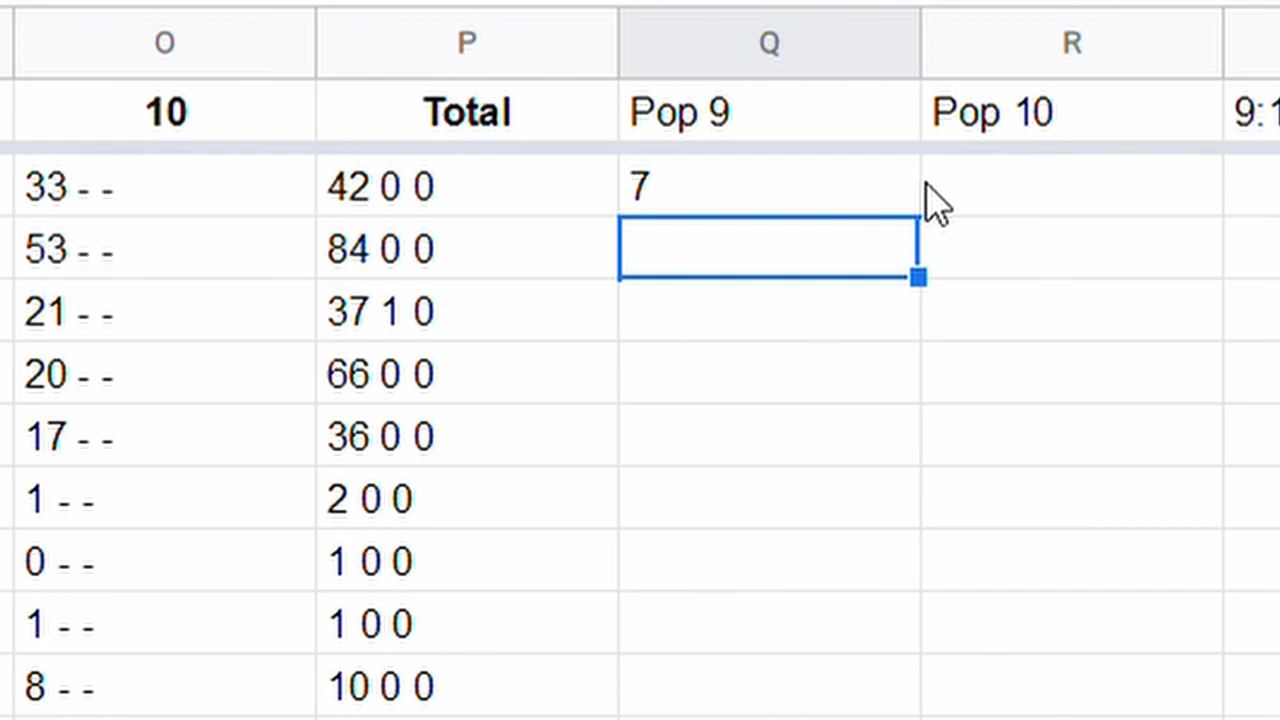 O P Q R
10 Total Pop 9 Pop 10 9:1
33 - - 42 0 0 7
53 - - 84 0 0
21 - - 37 1 0
20 - - 66 0 0
17 - - 36 0 0
1 - - 2 0 0
0 - - 1 0 0
1 - - 1 0 0
8 - - 10 0 0